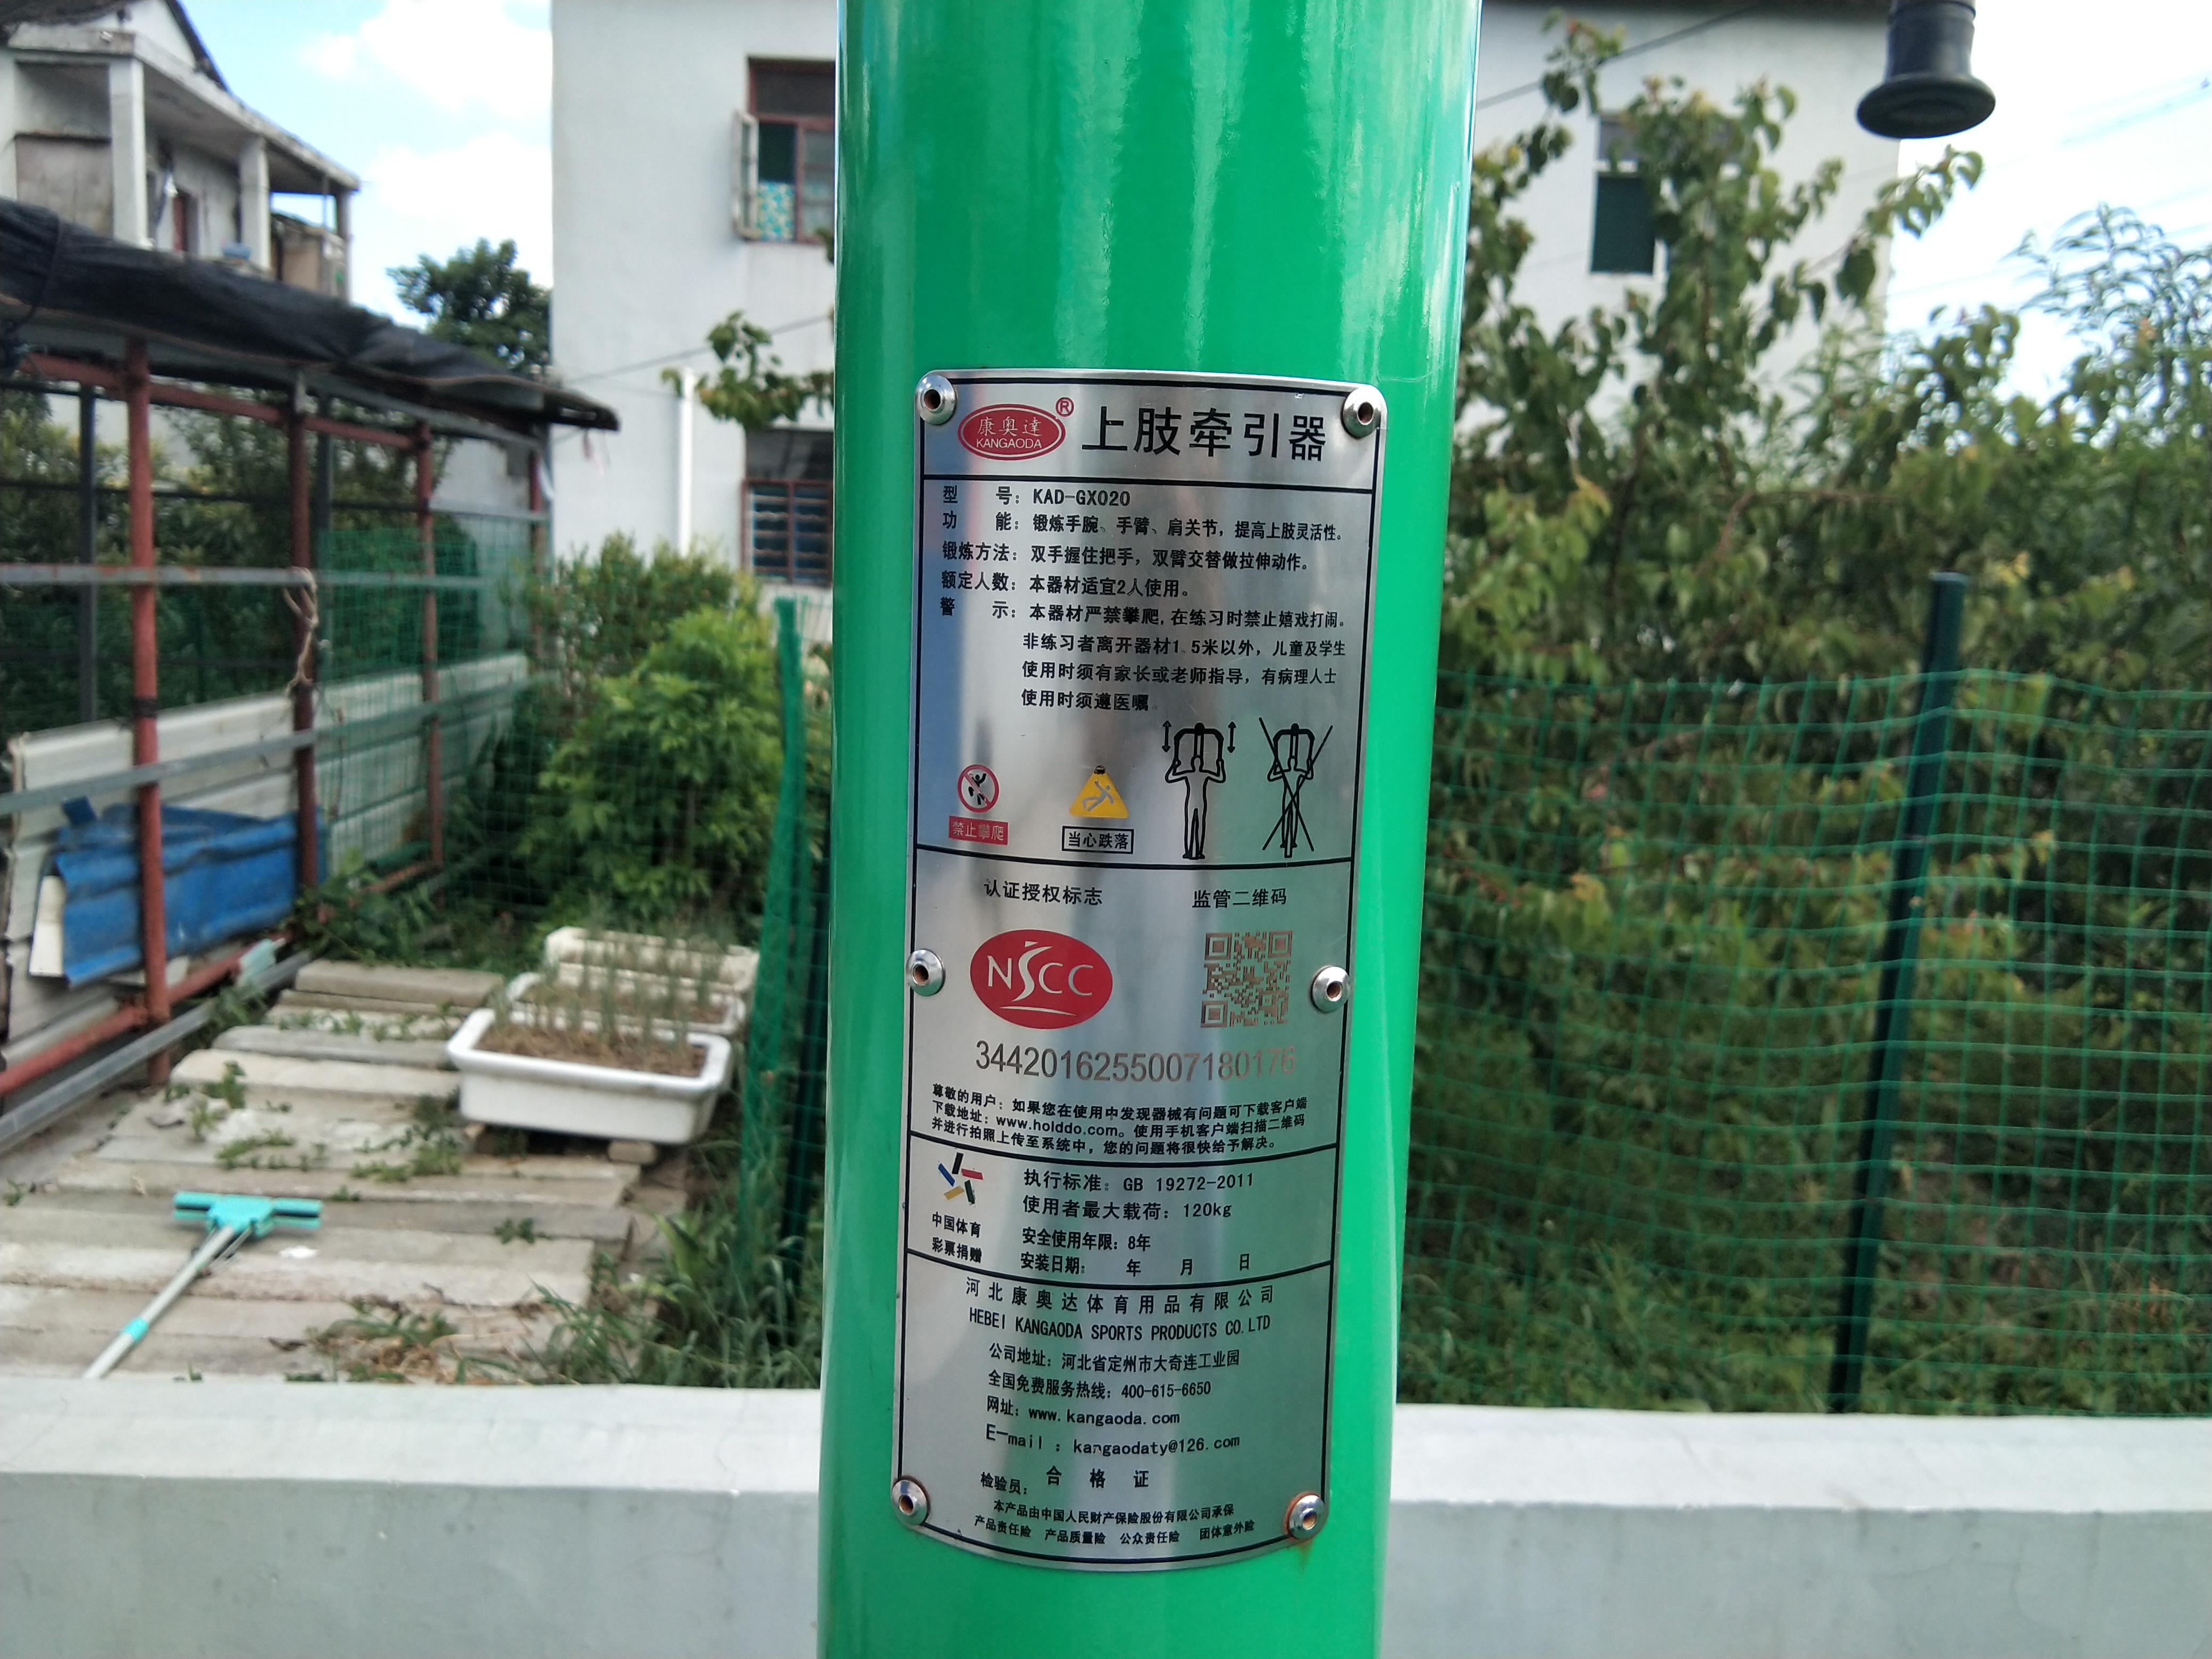 康奥達®
KANGAODA
上肢牵引器
型 号：KAD-GX020
功 能：锻炼手腕、手臂、肩关节，提高上肢灵活性。
锻炼方法：双手握住把手，双臂交替做拉伸动作。
额定人数：本器材适宜2人使用。
警 示：本器材严禁攀爬,在练习时禁止嬉戏打闹。
非练习者离开器材1.5米以外，儿童及学生
使用时须有家长或老师指导，有病理人士
使用时须遵医嘱。
禁止攀爬
当心跌落
认证授权标志 监管二维码
NSCC
3442016255007180176
尊敬的用户：如果您在使用中发现器械有问题可下载客户端
下载地址：www.holddo.com。使用手机客户端扫描二维码
并进行拍照上传至系统中，您的问题将很快给予解决。
中国体育
彩票捐赠
执行标准：GB 19272-2011
使用者最大载荷：120kg
安全使用年限：8年
安装日期： 年 月 日
河北康奥达体育用品有限公司
HEBEI KANGAODA SPORTS PRODUCTS CO.LTD
公司地址：河北省定州市大奇连工业园
全国免费服务热线：400-615-6650
网址：www.kangaoda.com
E-mail：kangaodaty@126.com
合格证
检验员：
本产品由中国人民财产保险股份有限公司承保
产品责任险 产品质量险 公众责任险 团体意外险